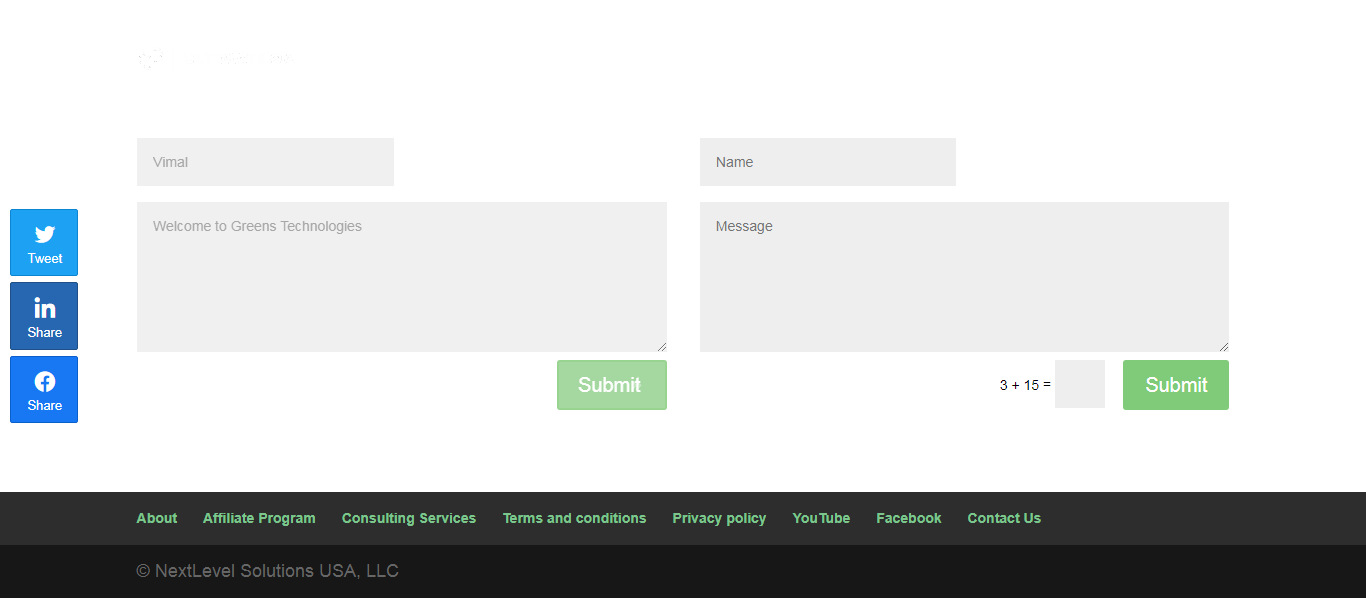 Vimal
Name
Welcome to Greens Technologies
Message
Tweet
Share
Share
Submit
3 + 15 =
Submit
About Affiliate Program Consulting Services Terms and conditions Privacy policy YouTube Facebook Contact Us
© NextLevel Solutions USA, LLC